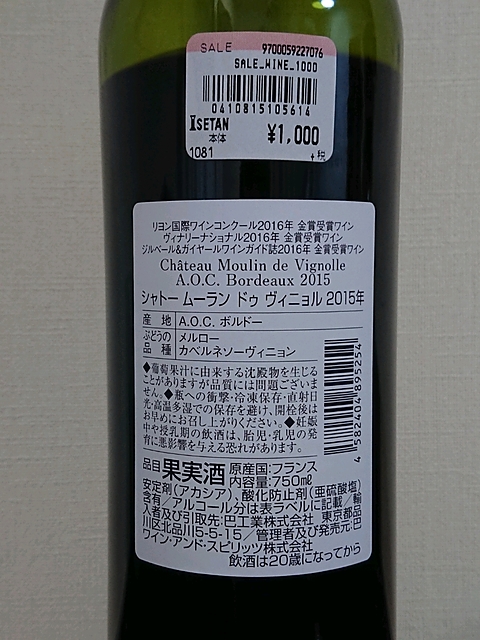 SALE 9700059227076
SALE_WINE_1000
0410815105614
ISETAN
本体 ¥1,000
1081 +税
リヨン国際ワインコンクール2016年 金賞受賞ワイン
ヴィナリーナショナル2016年 金賞受賞ワイン
ジルベール&ガイヤールワインガイド誌2016年 金賞受賞ワイン
Château Moulin de Vignolle
A.O.C. Bordeaux 2015
シャトー ムーラン ドゥ ヴィニョル 2015年
産地 A.O.C. ボルドー
ぶどうの品種 メルロー
カベルネソーヴィニョン
◆葡萄果汁に由来する沈殿物を生じる
ことがありますが品質には問題ございま
せん。◆瓶への衝撃・冷凍保存・直射日
光・高温多湿での保存を避け、開栓後は
お早めにお召し上がりください。◆妊娠
中や授乳期の飲酒は、胎児・乳児の発
育に悪影響を与える恐れがあります。
4 582404 895254
品目 果実酒 原産国:フランス
内容量:750mℓ
安定剤(アカシア)、酸化防止剤(亜硫酸塩)
含有/アルコール分は表ラベルに記載/輸
入者及び引取先:巴工業株式会社 東京都品
川区北品川5-5-15/管理者及び発売元:巴
ワイン・アンド・スピリッツ株式会社
飲酒は20歳になってから